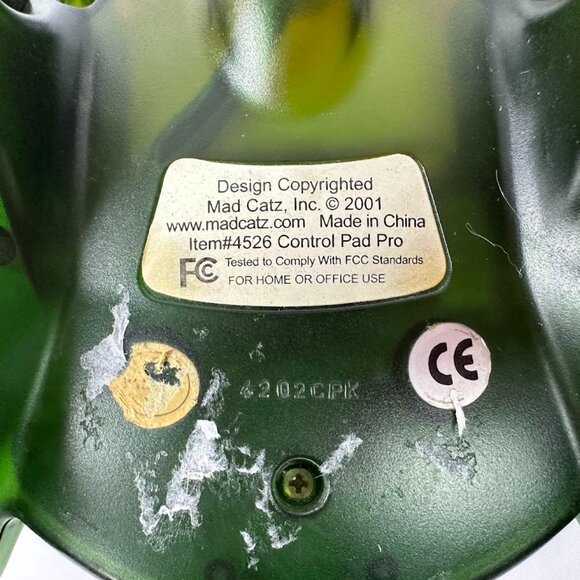 Design Copyrighted
Mad Catz, Inc. © 2001
www.madcatz.com Made in China
Item#4526 Control Pad Pro
FC Tested to Comply With FCC Standards
FOR HOME OR OFFICE USE
CE
4202CPK